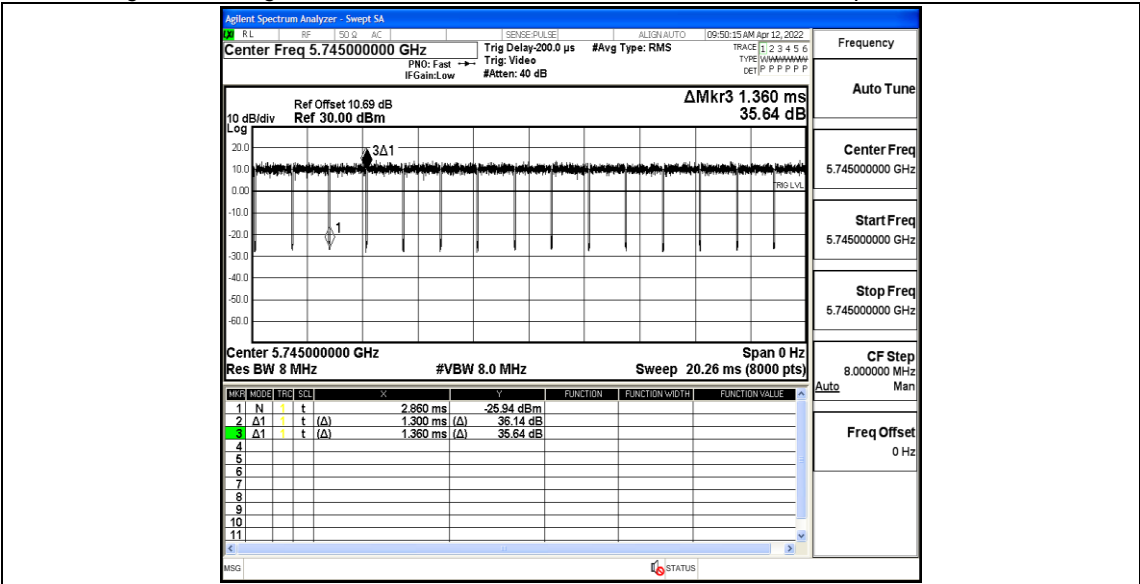 Agilent Spectrum Analyzer - Swept SA
RL RF 50 Ω AC SENSE:PULSE ALIGN AUTO 09:50:15 AM Apr 12, 2022
Center Freq 5.745000000 GHz
PNO: Fast
IFGain:Low
Trig Delay-200.0 µs
Trig: Video
#Atten: 40 dB
#Avg Type: RMS
TRACE 1 2 3 4 5 6
TYPE WWWWWWW
DET P P P P P P
Ref Offset 10.69 dB
Ref 30.00 dBm
10 dB/div
Log
ΔMkr3 1.360 ms
35.64 dB
20.0
10.0
0.00
-10.0
-20.0
-30.0
-40.0
-50.0
-60.0
3Δ1
1
TRIG LVL
Center 5.745000000 GHz Span 0 Hz
Res BW 8 MHz #VBW 8.0 MHz Sweep 20.26 ms (8000 pts)
MKR MODE TRC SCL X Y FUNCTION FUNCTION WIDTH FUNCTION VALUE
1 N 1 t 2.860 ms -25.94 dBm
2 Δ1 1 t (Δ) 1.300 ms (Δ) 36.14 dB
3 Δ1 1 t (Δ) 1.360 ms (Δ) 35.64 dB
4
5
6
7
8
9
10
11
MSG STATUS
Frequency
Auto Tune
Center Freq
5.745000000 GHz
Start Freq
5.745000000 GHz
Stop Freq
5.745000000 GHz
CF Step
8.000000 MHz
Auto Man
Freq Offset
0 Hz